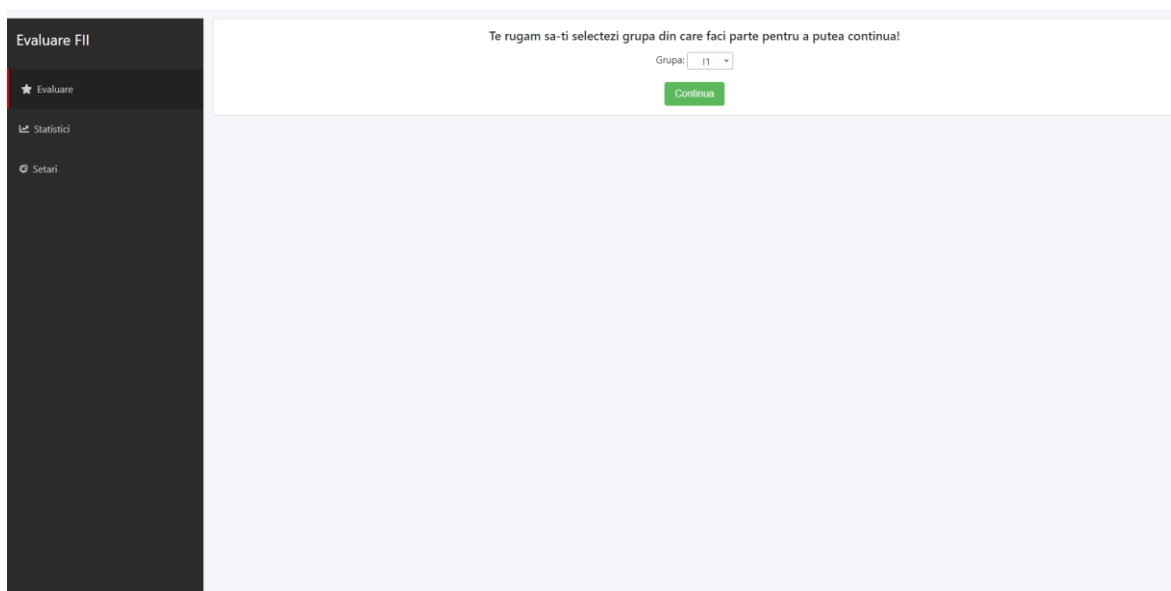 Evaluare FII
Evaluare
Statistici
Setari
Te rugam sa-ti selectezi grupa din care faci parte pentru a putea continua!
Grupa: I1
Continua